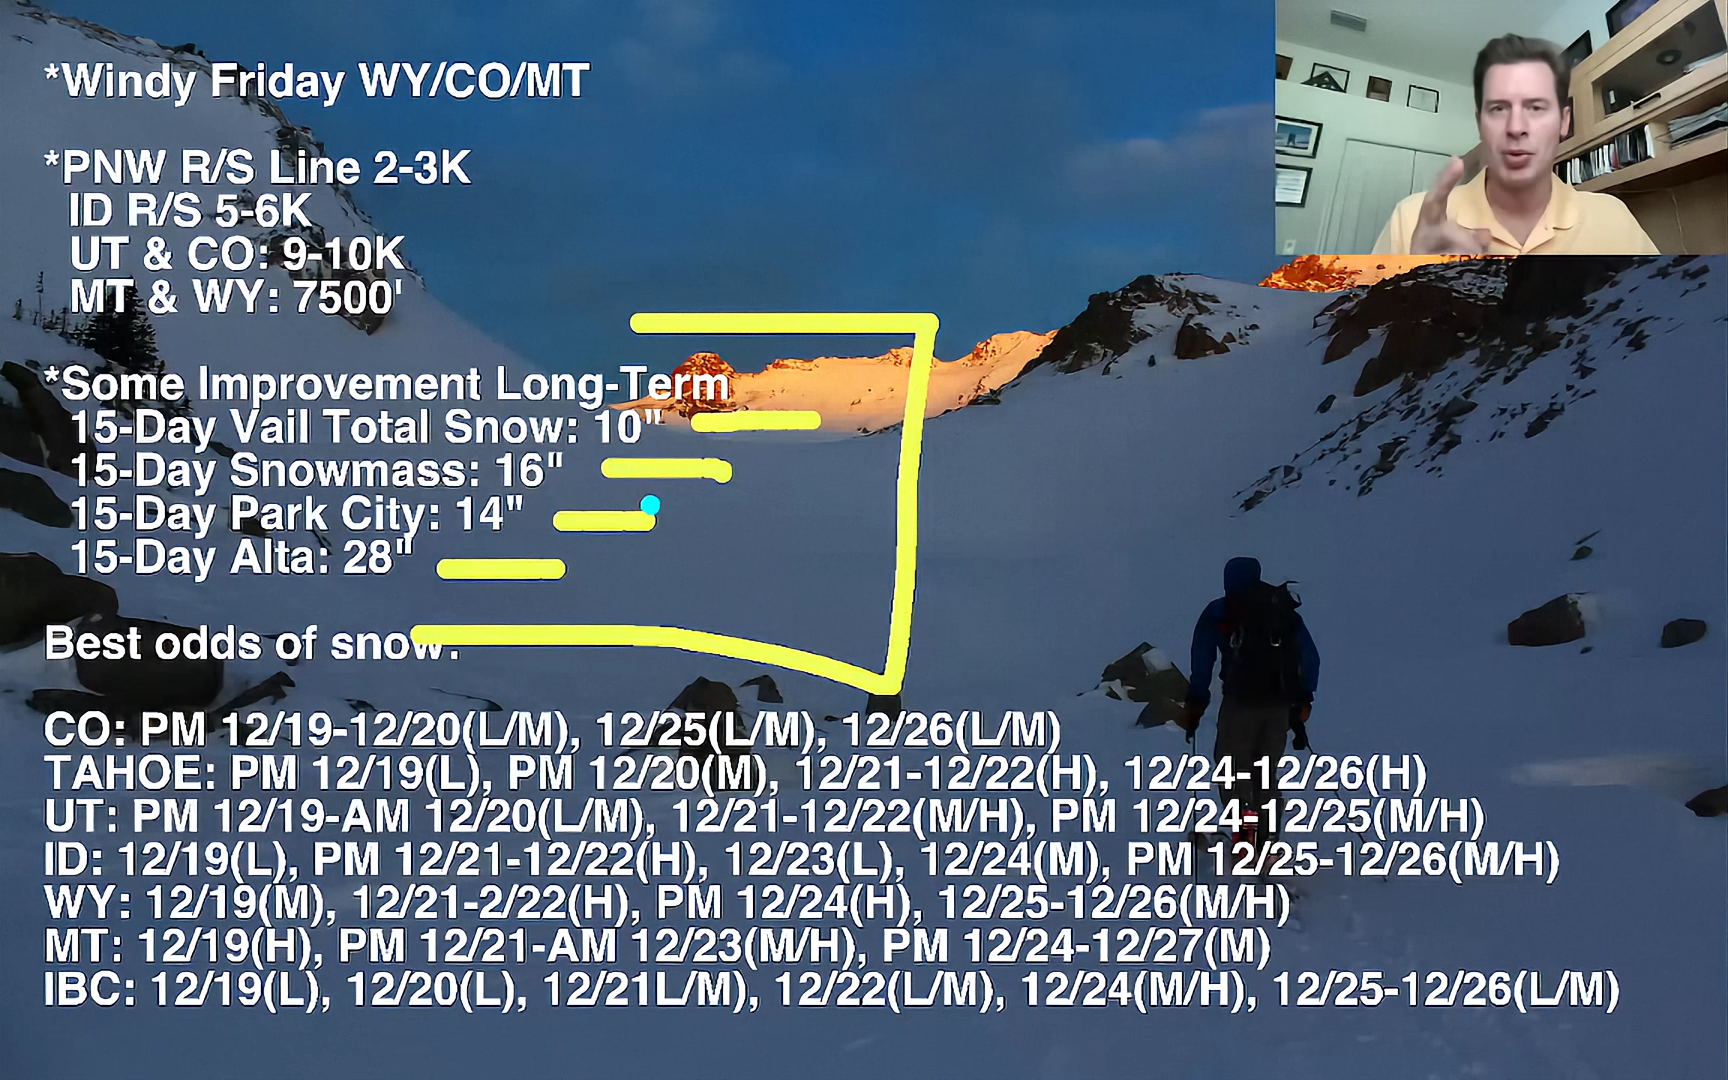 *Windy Friday WY/CO/MT
*PNW R/S Line 2-3K
ID R/S 5-6K
UT & CO: 9-10K
MT & WY: 7500'
*Some Improvement Long-Term
15-Day Vail Total Snow: 10"
15-Day Snowmass: 16"
15-Day Park City: 14"
15-Day Alta: 28"
Best odds of snow:
CO: PM 12/19-12/20(L/M), 12/25(L/M), 12/26(L/M)
TAHOE: PM 12/19(L), PM 12/20(M), 12/21-12/22(H), 12/24-12/26(H)
UT: PM 12/19-AM 12/20(L/M), 12/21-12/22(M/H), PM 12/24-12/25(M/H)
ID: 12/19(L), PM 12/21-12/22(H), 12/23(L), 12/24(M), PM 12/25-12/26(M/H)
WY: 12/19(M), 12/21-2/22(H), PM 12/24(H), 12/25-12/26(M/H)
MT: 12/19(H), PM 12/21-AM 12/23(M/H), PM 12/24-12/27(M)
IBC: 12/19(L), 12/20(L), 12/21L/M), 12/22(L/M), 12/24(M/H), 12/25-12/26(L/M)